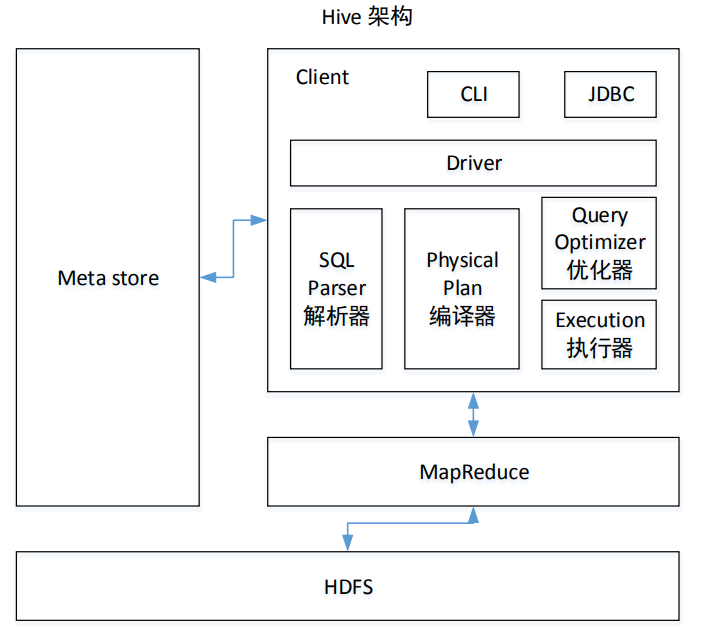 Hive 架构
Client
CLI
JDBC
Driver
Meta store
SQL
Parser
解析器
Physical
Plan
编译器
Query
Optimizer
优化器
Execution
执行器
MapReduce
HDFS